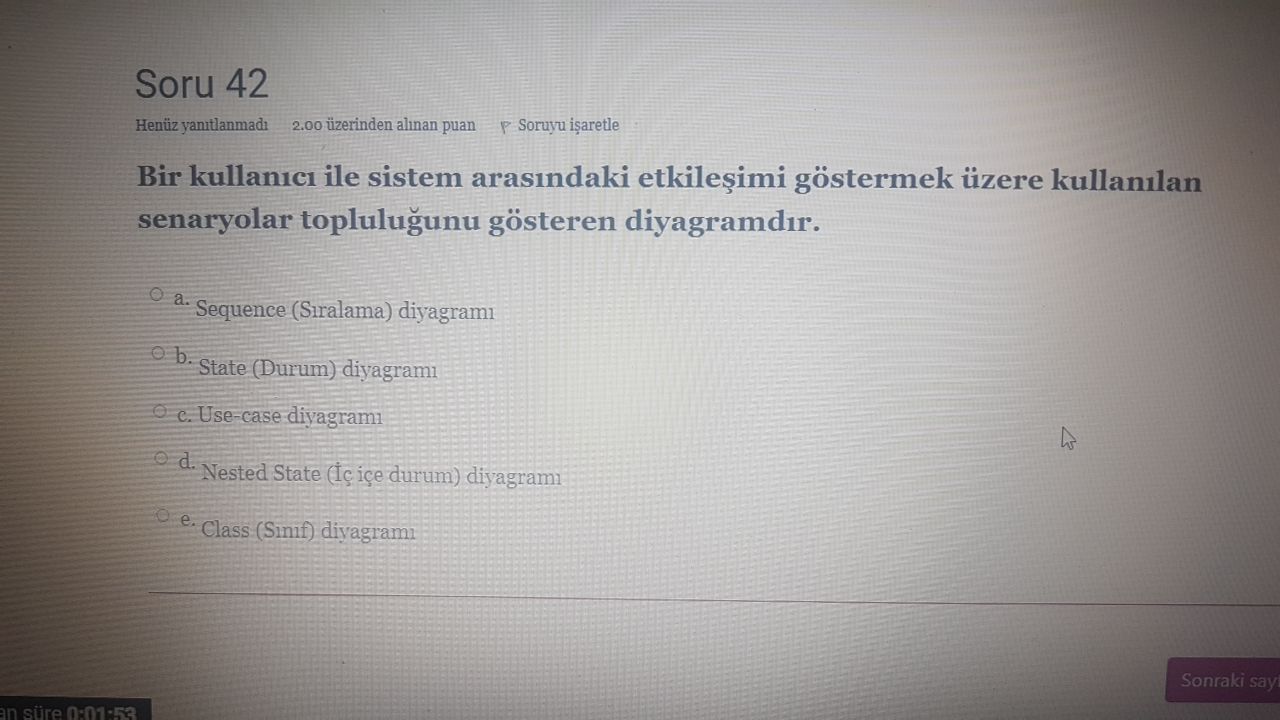 Soru 42
Henüz yanıtlanmadı 2.00 üzerinden alınan puan Soruyu işaretle
Bir kullanıcı ile sistem arasındaki etkileşimi göstermek üzere kullanılan
senaryolar topluluğunu gösteren diyagramdır.
a. Sequence (Sıralama) diyagramı
b. State (Durum) diyagramı
c. Use-case diyagramı
d. Nested State (İç içe durum) diyagramı
e. Class (Sınıf) diyagramı
Sonraki say
an süre 0:01:53